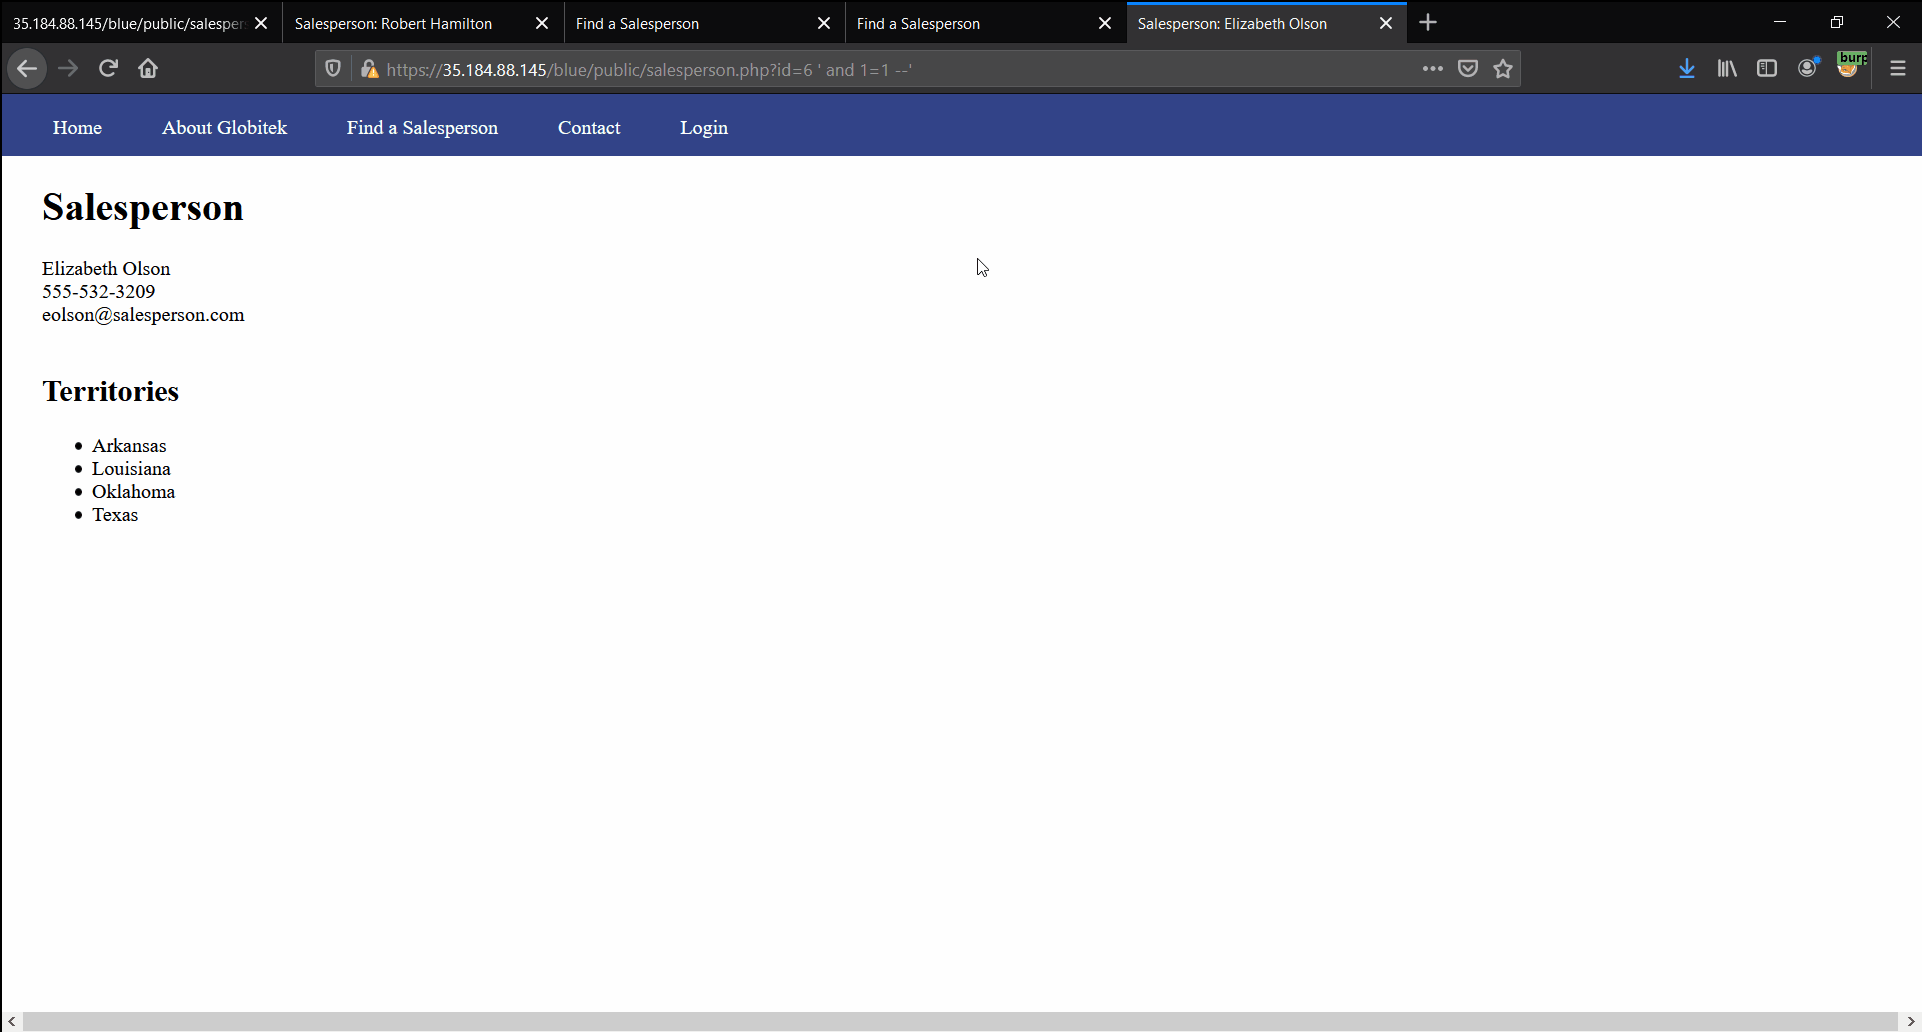 35.184.88.145/blue/public/salesper
Salesperson: Robert Hamilton
Find a Salesperson
Find a Salesperson
Salesperson: Elizabeth Olson
https://35.184.88.145/blue/public/salesperson.php?id=6 ' and 1=1 --'
burp
Home About Globitek Find a Salesperson Contact Login
Salesperson
Elizabeth Olson
555-532-3209
eolson@salesperson.com
Territories
Arkansas
Louisiana
Oklahoma
Texas